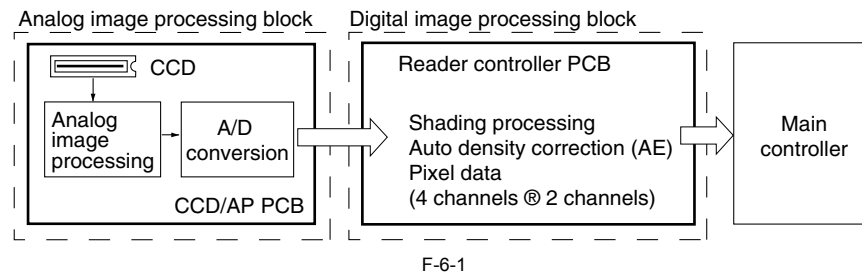 Analog image processing block
Digital image processing block
CCD
Analog
image
processing
A/D
conversion
CCD/AP PCB
Reader controller PCB
Shading processing
Auto density correction (AE)
Pixel data
(4 channels ® 2 channels)
Main
controller
F-6-1